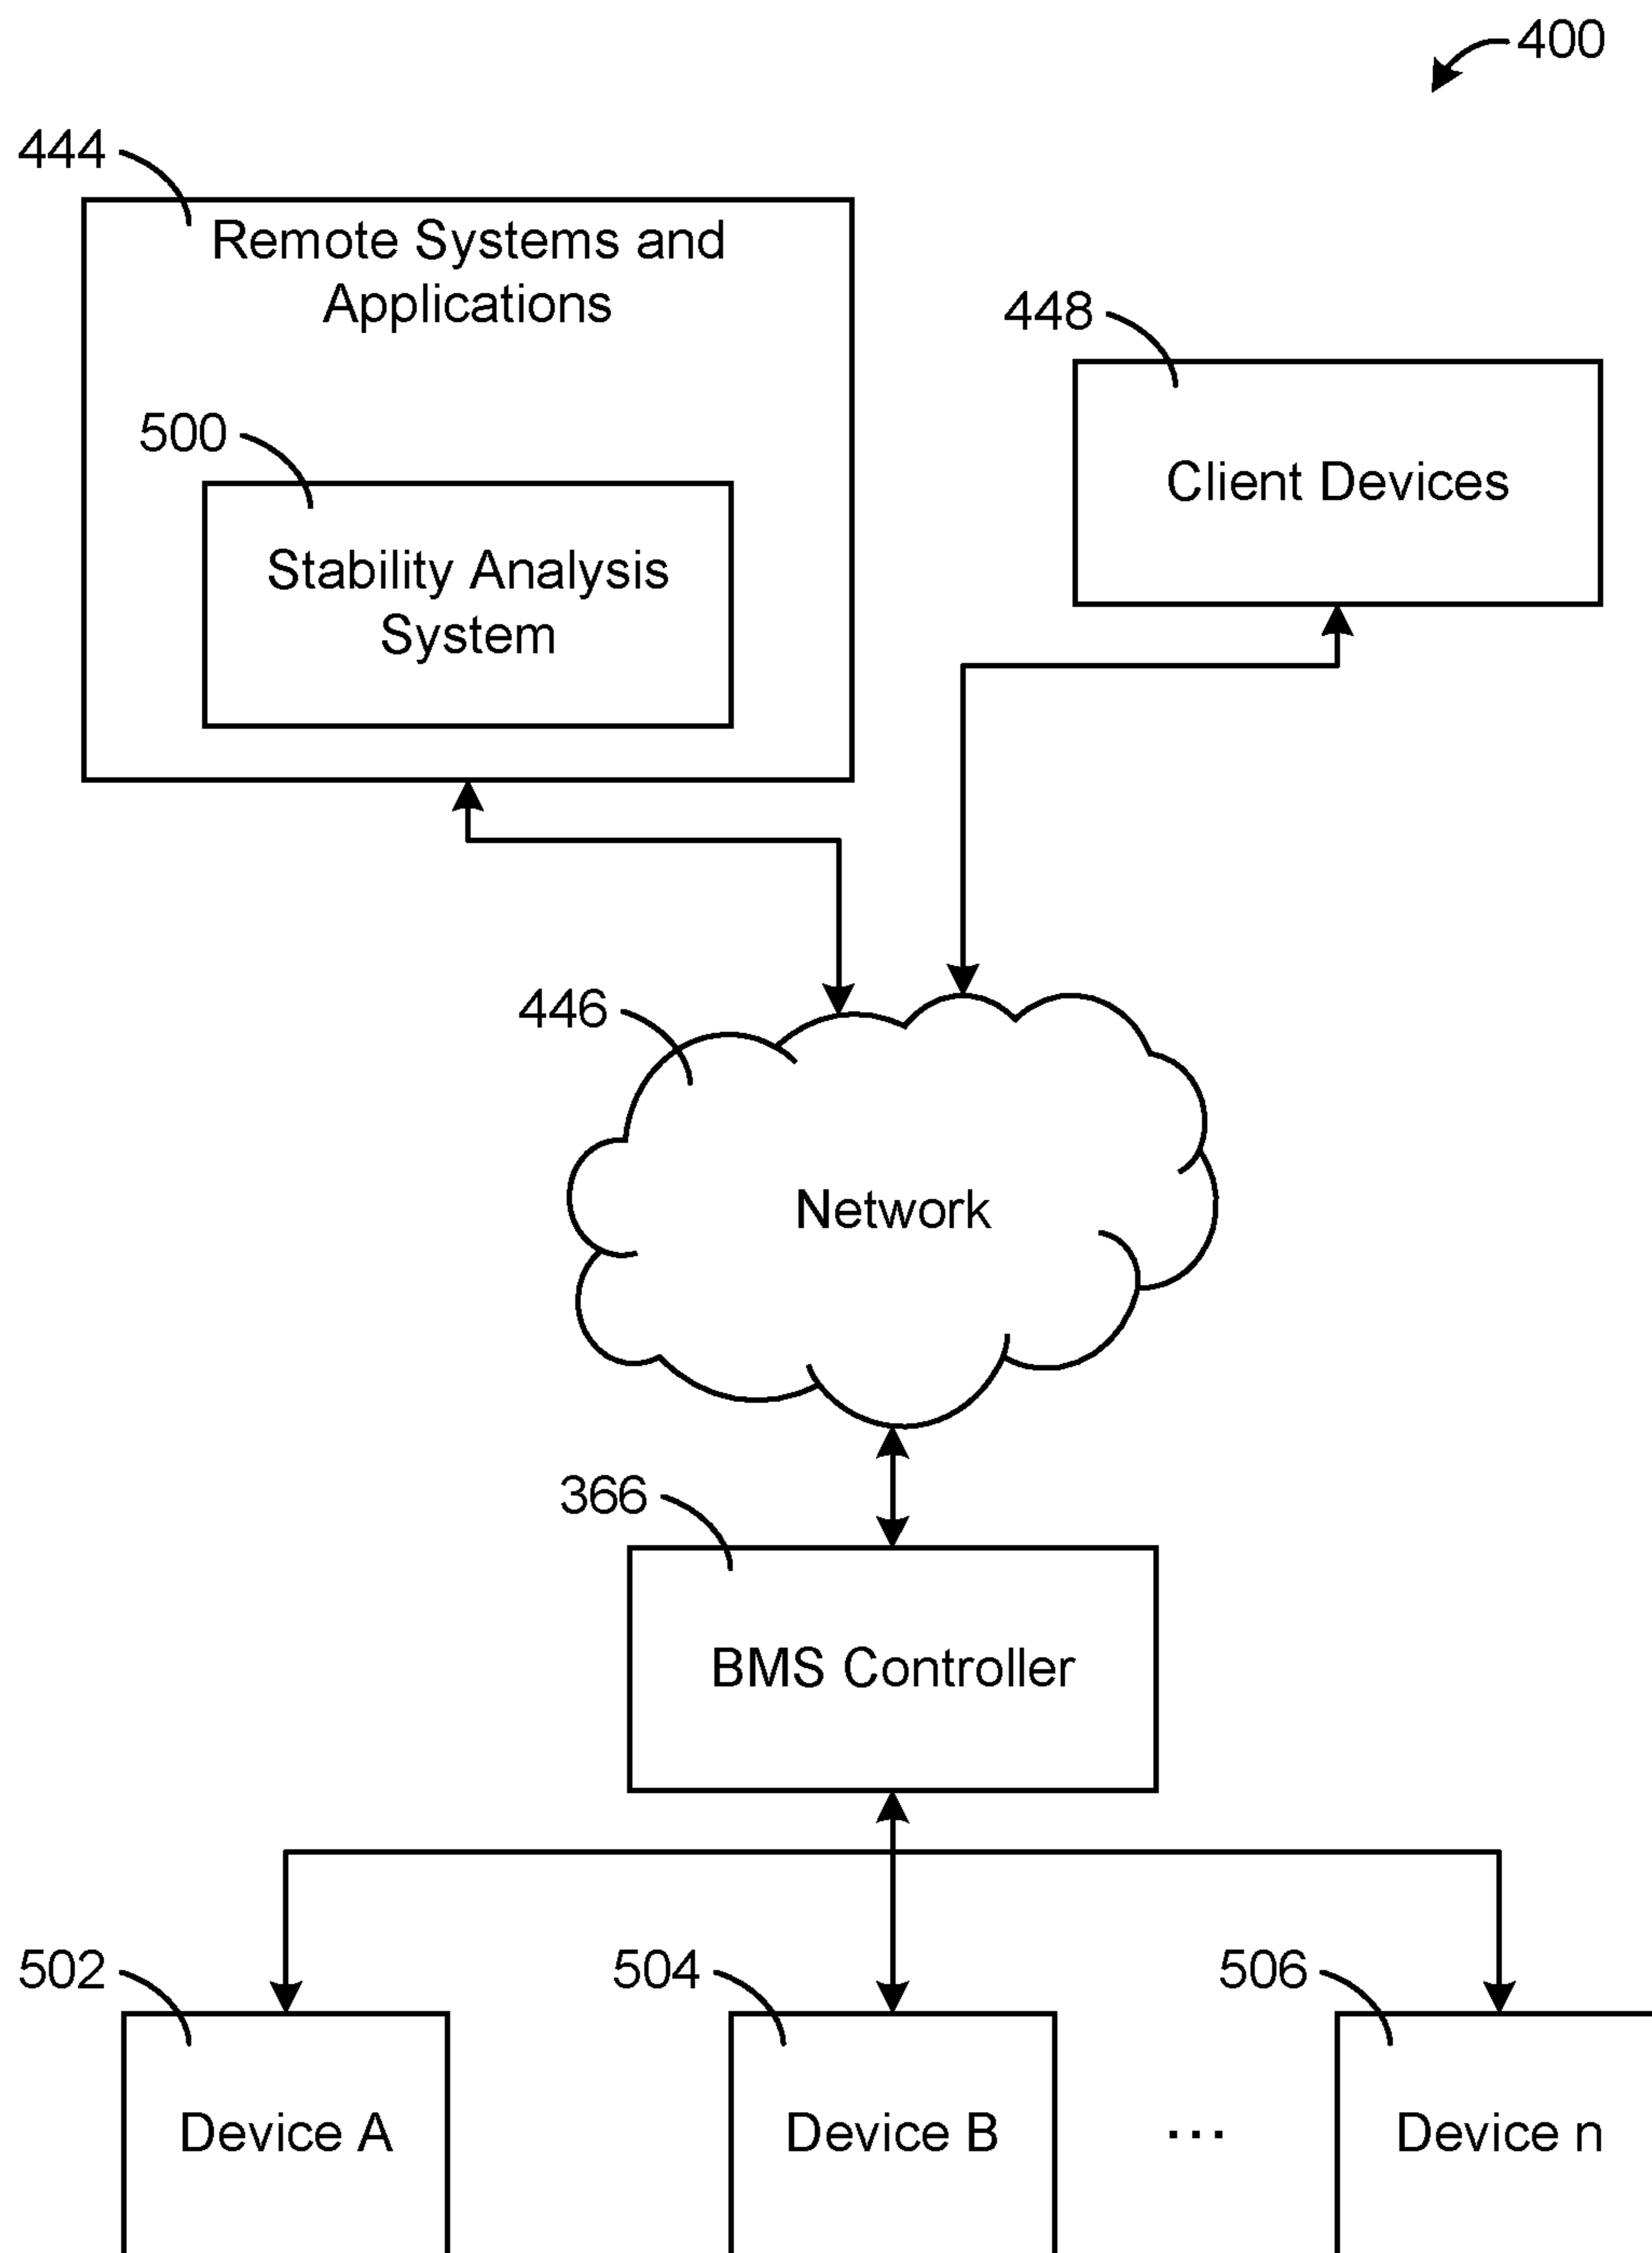 400
444
Remote Systems and
Applications
448
Client Devices
500
Stability Analysis
System
446
Network
366
BMS Controller
502
504
506
Device A
Device B
...
Device n